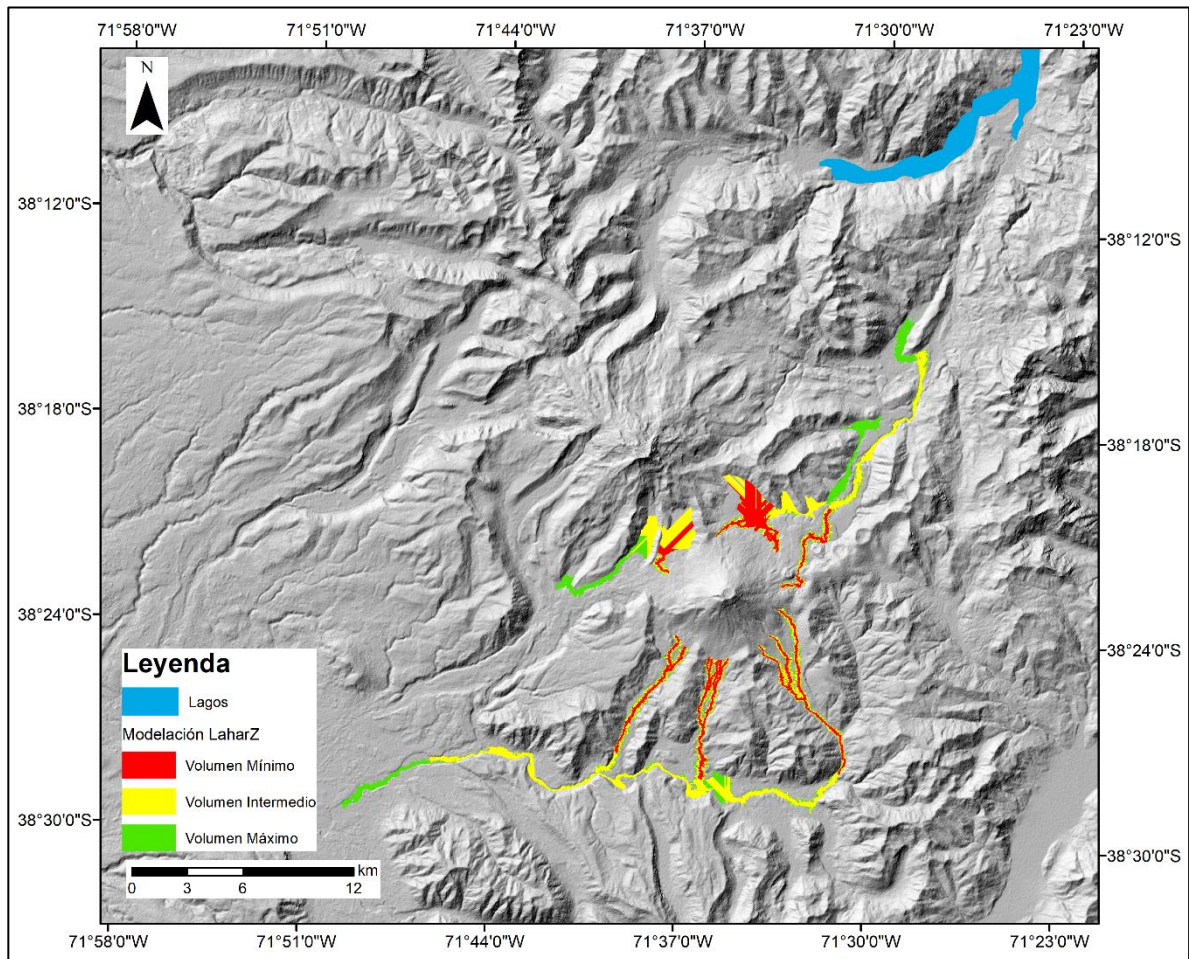 71°58'0"W 71°51'0"W 71°44'0"W 71°37'0"W 71°30'0"W 71°23'0"W
N
38°12'0"S
38°12'0"S
38°18'0"S
38°18'0"S
38°24'0"S
38°24'0"S
Leyenda
Lagos
Modelación LaharZ
Volumen Mínimo
Volumen Intermedio
Volumen Máximo
38°30'0"S
38°30'0"S
km
0 3 6 12
71°58'0"W 71°51'0"W 71°44'0"W 71°37'0"W 71°30'0"W 71°23'0"W